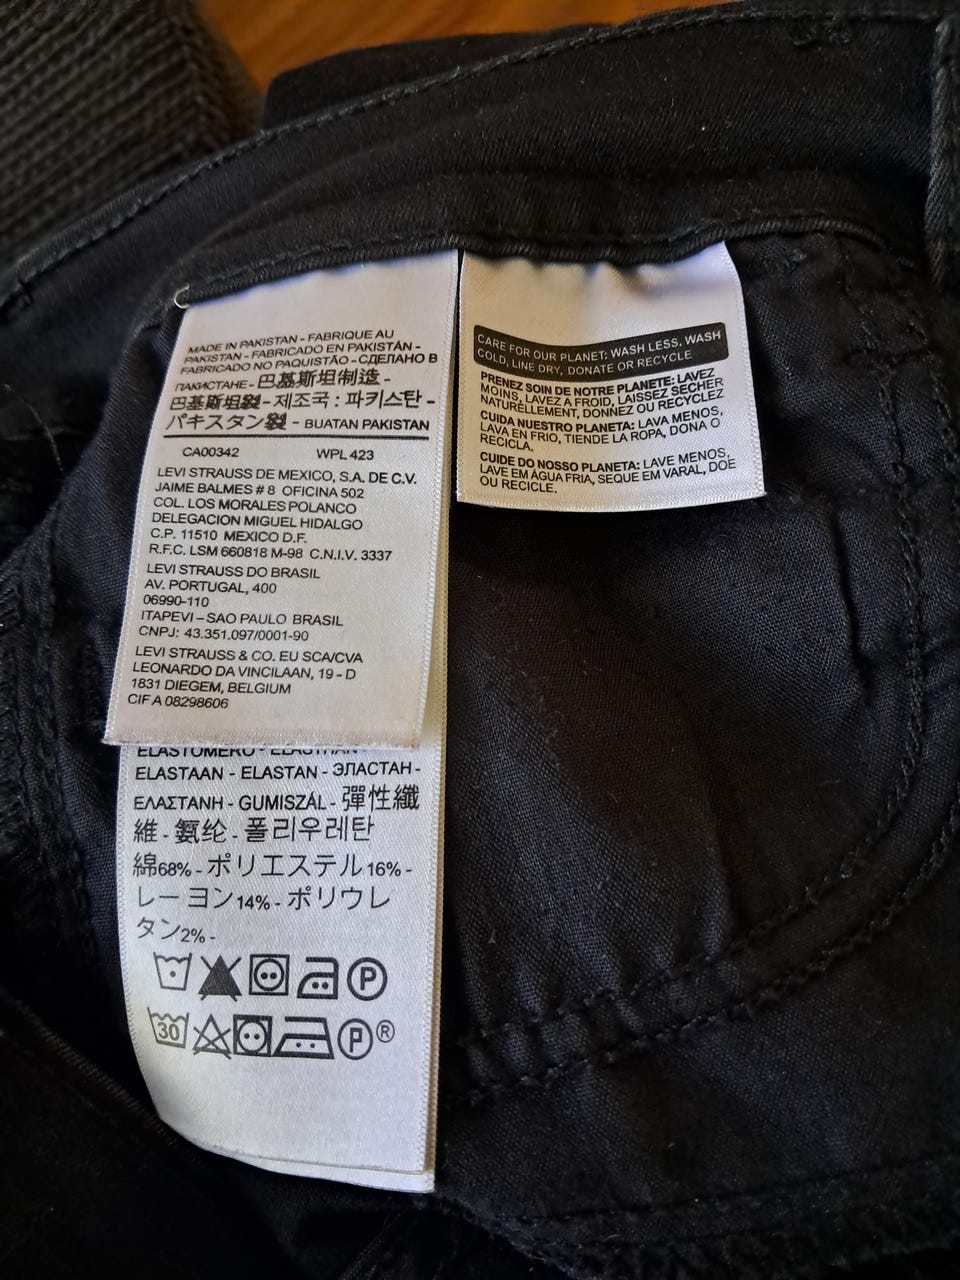 MADE IN PAKISTAN - FABRIQUE AU
PAKISTAN - FABRICADO EN PAKISTÁN -
FABRICADO NO PAQUISTÃO - СДЕЛАНО В
ПАКИСТАНЕ - 巴基斯坦制造 -
巴基斯坦製 - 제조국 : 파키스탄 -
パキスタン製 - BUATAN PAKISTAN
CA00342 WPL 423
LEVI STRAUSS DE MEXICO, S.A. DE C.V.
JAIME BALMES # 8 OFICINA 502
COL. LOS MORALES POLANCO
DELEGACION MIGUEL HIDALGO
C.P. 11510 MEXICO D.F.
R.F.C. LSM 660818 M-98 C.N.I.V. 3337
LEVI STRAUSS DO BRASIL
AV. PORTUGAL, 400
06990-110
ITAPEVI – SAO PAULO BRASIL
CNPJ: 43.351.097/0001-90
LEVI STRAUSS & CO. EU SCA/CVA
LEONARDO DA VINCILAAN, 19 - D
1831 DIEGEM, BELGIUM
CIF A 08298606
ELASTÓMERO - ELASTHAN -
ELASTAAN - ELASTAN - ЭЛАСТАН -
ΕΛΑΣΤΑΝΗ - GUMISZÁL - 彈性纖
維 - 氨纶 - 폴리우레탄
綿68% - ポリエステル16% -
レーヨン14% - ポリウレ
タン2% -
P
30 P ®
CARE FOR OUR PLANET: WASH LESS, WASH
COLD, LINE DRY, DONATE OR RECYCLE
PRENEZ SOIN DE NOTRE PLANETE: LAVEZ
MOINS, LAVEZ A FROID, LAISSEZ SECHER
NATURELLEMENT, DONNEZ OU RECYCLEZ
CUIDA NUESTRO PLANETA: LAVA MENOS,
LAVA EN FRIO, TIENDE LA ROPA, DONA O
RECICLA.
CUIDE DO NOSSO PLANETA: LAVE MENOS,
LAVE EM ÁGUA FRIA, SEQUE EM VARAL, DOE
OU RECICLE.